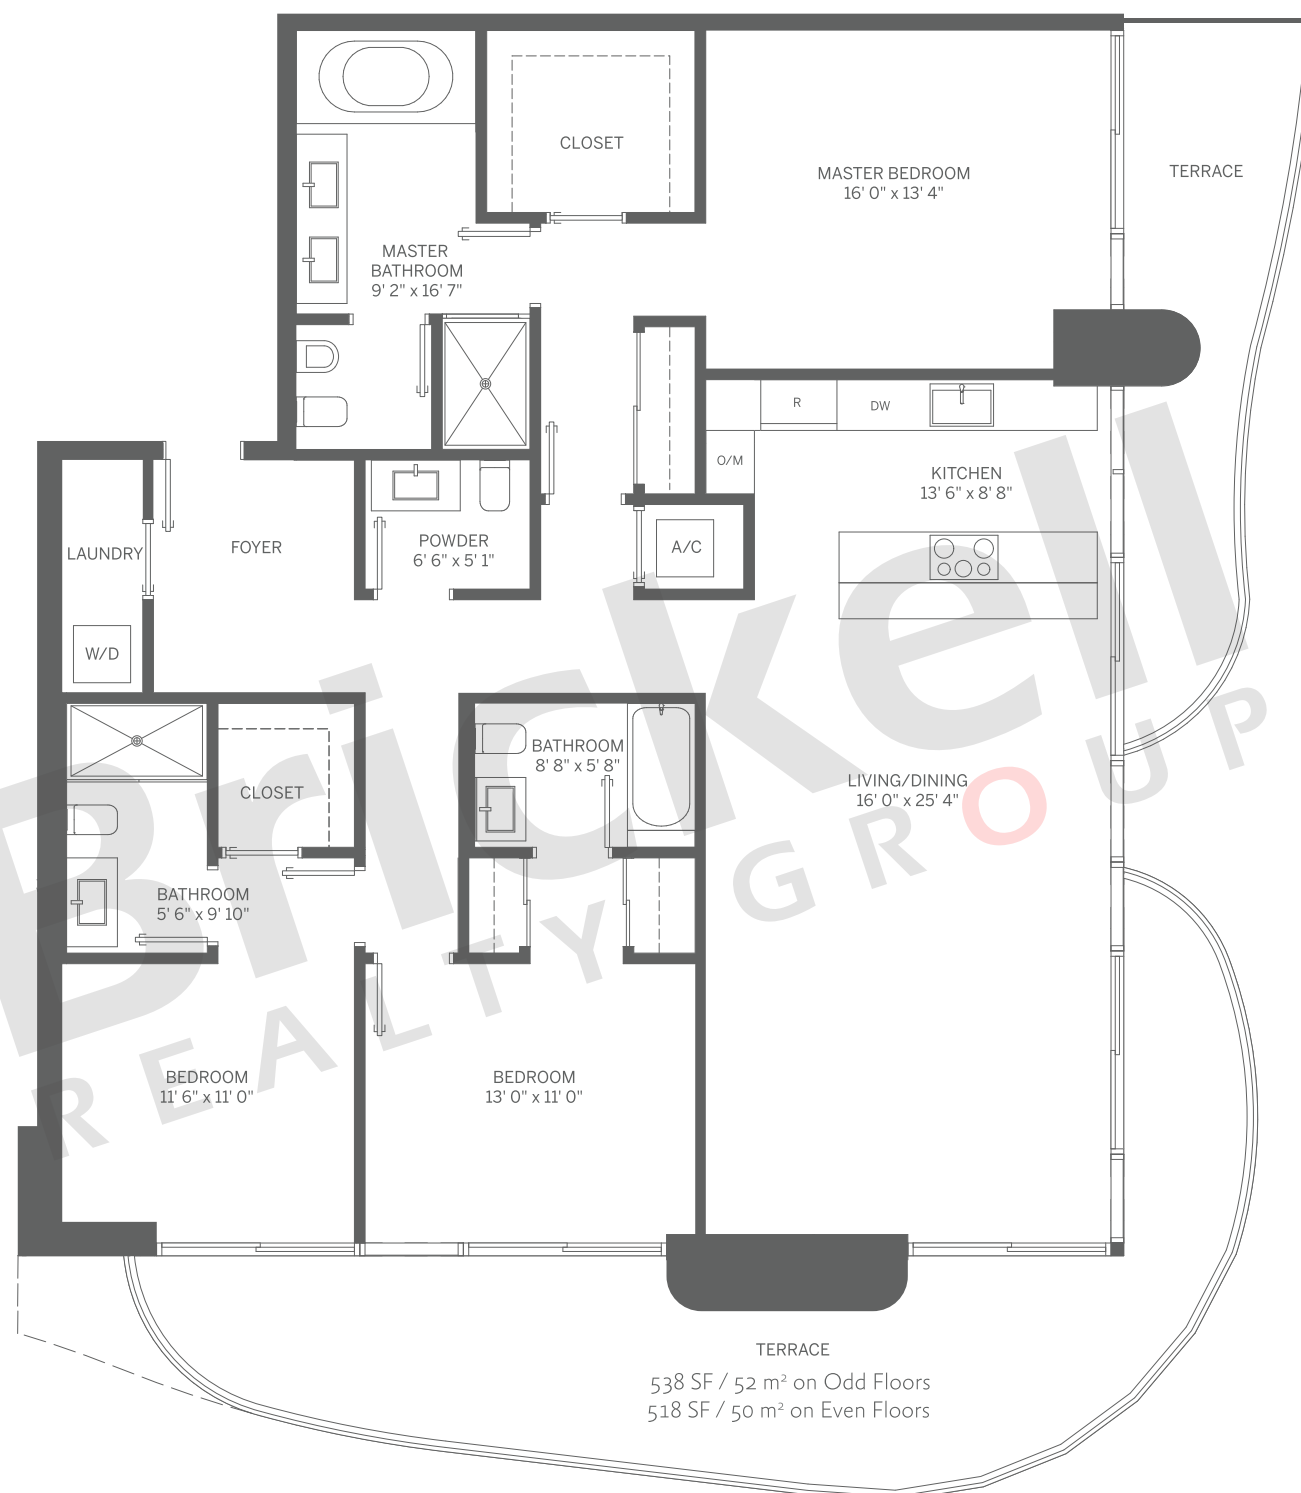 CLOSET
MASTER BEDROOM
16' 0" x 13' 4"
TERRACE
MASTER
BATHROOM
9' 2" x 16' 7"
R
DW
O/M
KITCHEN
13' 6" x 8' 8"
LAUNDRY
FOYER
POWDER
6' 6" x 5' 1"
A/C
W/D
BATHROOM
8' 8" x 5' 8"
CLOSET
LIVING/DINING
16' 0" x 25' 4"
BATHROOM
5' 6" x 9' 10"
BEDROOM
11' 6" x 11' 0"
BEDROOM
13' 0" x 11' 0"
Brickell
REALTY GROUP
TERRACE
538 SF / 52 m² on Odd Floors
518 SF / 50 m² on Even Floors